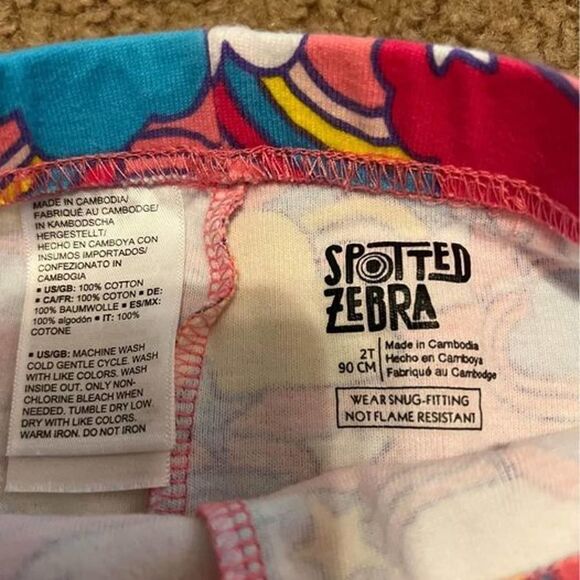 MADE IN CAMBODIA/
FABRIQUÉ AU CAMBODGE/
IN KAMBODSCHA
HERGESTELLT/
HECHO EN CAMBOYA CON
INSUMOS IMPORTADOS/
CONFEZIONATO IN
CAMBOGIA
▪ US/GB: 100% COTTON
▪ CA/FR: 100% COTON ▪ DE:
100% BAUMWOLLE ▪ ES/MX:
100% algodón ▪ IT: 100%
COTONE
▪ US/GB: MACHINE WASH
COLD GENTLE CYCLE. WASH
WITH LIKE COLORS. WASH
INSIDE OUT. ONLY NON-
CHLORINE BLEACH WHEN
NEEDED. TUMBLE DRY LOW.
DRY WITH LIKE COLORS.
WARM IRON. DO NOT IRON
SPOTTED
ZEBRA
2T
90 CM
Made in Cambodia
Hecho en Camboya
Fabriqué au Cambodge
WEAR SNUG-FITTING
NOT FLAME RESISTANT